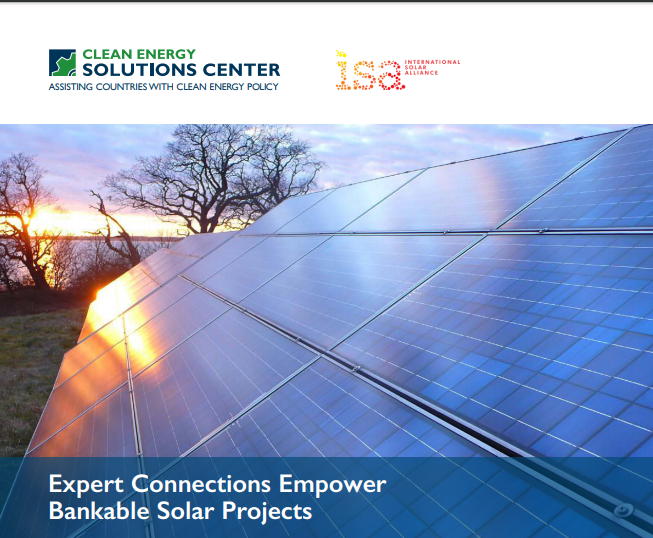 CLEAN ENERGY
SOLUTIONS CENTER
ASSISTING COUNTRIES WITH CLEAN ENERGY POLICY
isa
INTERNATIONAL
SOLAR
ALLIANCE
Expert Connections Empower
Bankable Solar Projects